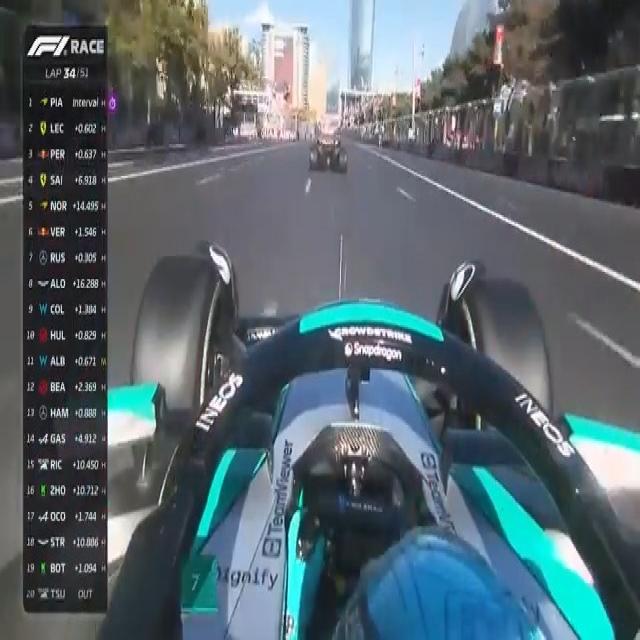 F1 RACE
LAP 34/51
1 PIA Interval H
2 LEC +0.602 H
3 PER +0.637 H
4 SAI +6.918 H
5 NOR +14.495 H
6 VER +1.546 H
7 RUS +0.305 H
8 ALO +16.288 H
9 COL +1.384 H
10 HUL +0.829 H
11 ALB +0.671 M
12 BEA +2.369 H
13 HAM +0.888 H
14 GAS +4.912 H
15 RIC +10.450 H
16 ZHO +10.712 H
17 OCO +1.744 H
18 STR +10.886 H
19 BOT +1.094 H
20 TSU OUT
CROWDSTRIKE
Snapdragon
INEOS
INEOS
TeamViewer
TeamViewer
Dignify